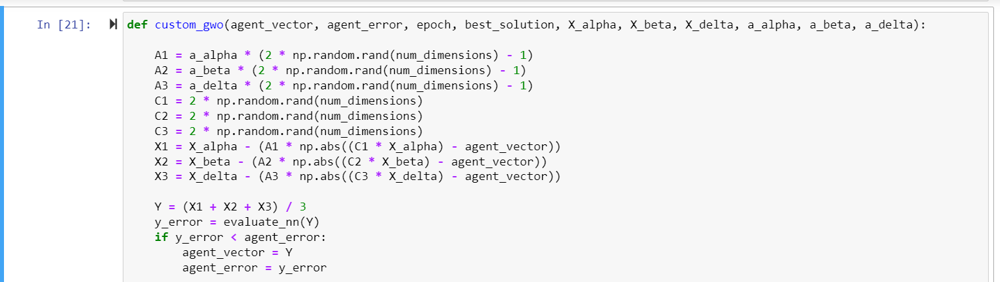 In [21]:
def custom_gwo(agent_vector, agent_error, epoch, best_solution, X_alpha, X_beta, X_delta, a_alpha, a_beta, a_delta):
    A1 = a_alpha * (2 * np.random.rand(num_dimensions) - 1)
    A2 = a_beta * (2 * np.random.rand(num_dimensions) - 1)
    A3 = a_delta * (2 * np.random.rand(num_dimensions) - 1)
    C1 = 2 * np.random.rand(num_dimensions)
    C2 = 2 * np.random.rand(num_dimensions)
    C3 = 2 * np.random.rand(num_dimensions)
    X1 = X_alpha - (A1 * np.abs((C1 * X_alpha) - agent_vector))
    X2 = X_beta - (A2 * np.abs((C2 * X_beta) - agent_vector))
    X3 = X_delta - (A3 * np.abs((C3 * X_delta) - agent_vector))
    Y = (X1 + X2 + X3) / 3
    y_error = evaluate_nn(Y)
    if y_error < agent_error:
        agent_vector = Y
        agent_error = y_error